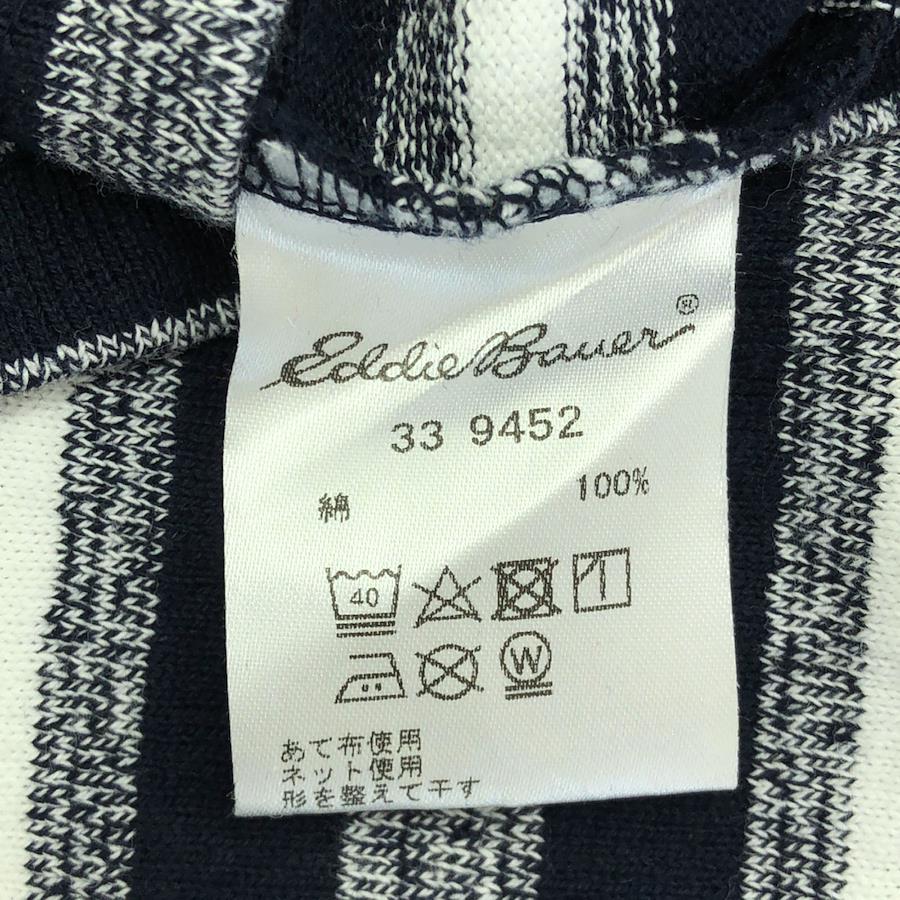 Eddie Bauer®
33 9452
綿 100%
40
W
あて布使用
ネット使用
形を整えて干す